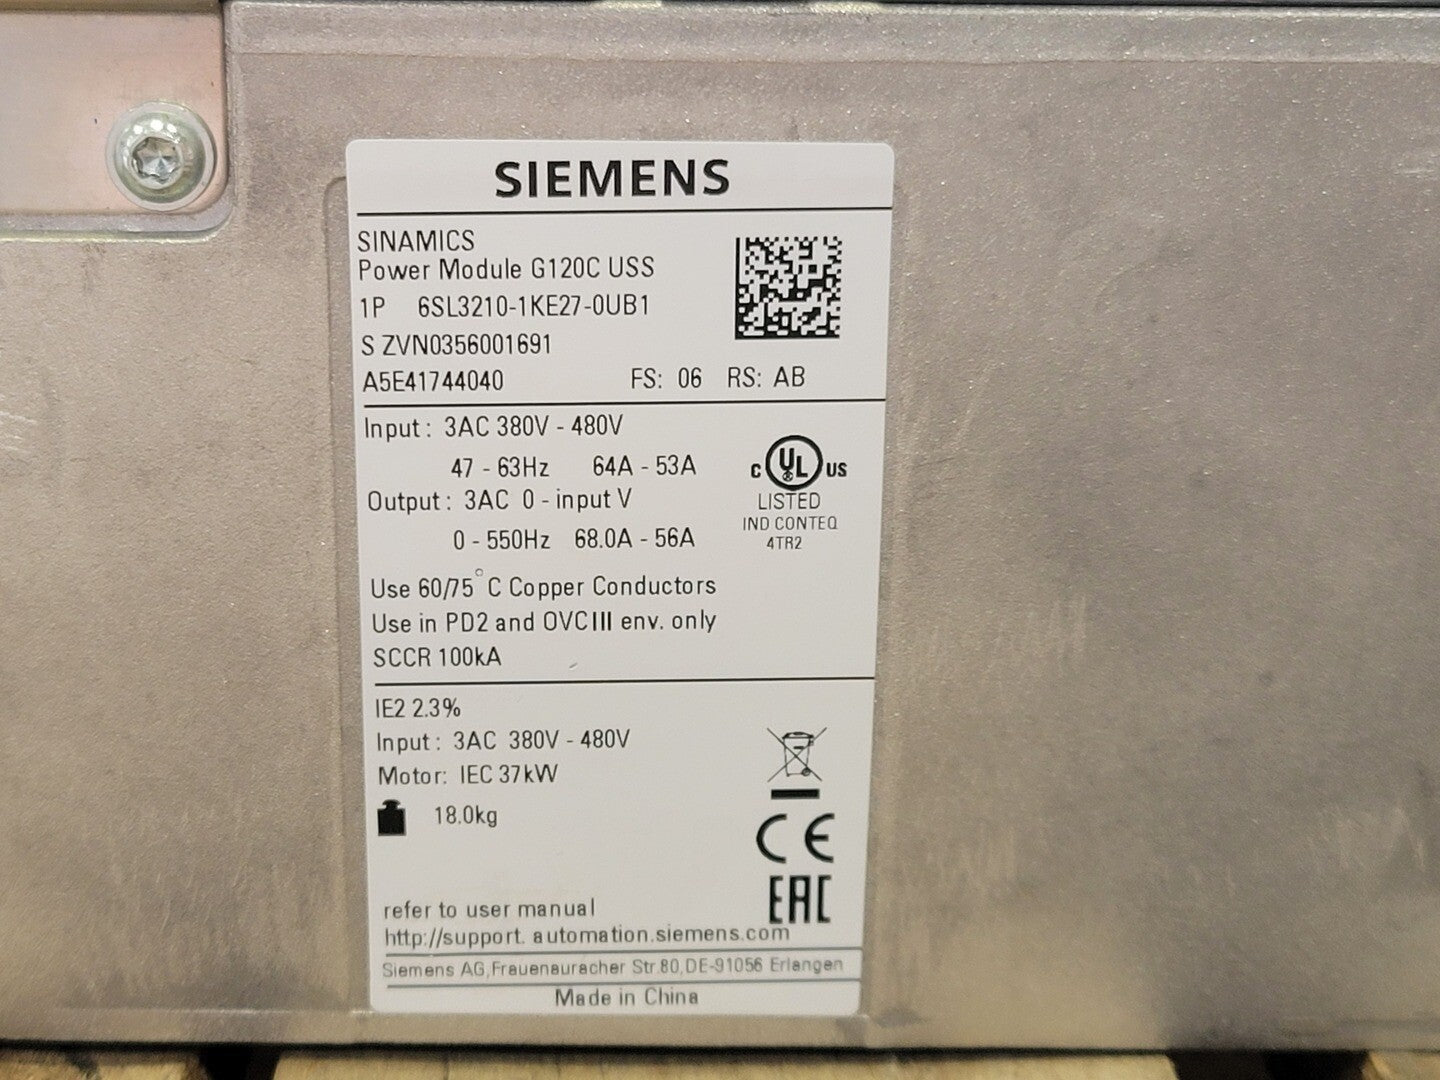 SIEMENS
SINAMICS
Power Module G120C USS
1P 6SL3210-1KE27-0UB1
S ZVN0356001691
A5E41744040 FS: 06 RS: AB
Input: 3AC 380V - 480V
47 - 63Hz 64A - 53A
Output: 3AC 0 - input V
0 - 550Hz 68.0A - 56A
C UL US
LISTED
IND CONTEQ
4TR2
Use 60/75°C Copper Conductors
Use in PD2 and OVCIII env. only
SCCR 100kA
IE2 2.3%
Input: 3AC 380V - 480V
Motor: IEC 37kW
18.0kg
CE
EAC
refer to user manual
http://support. automation.siemens.com
Siemens AG,Frauenauracher Str.80,DE-91056 Erlangen
Made in China